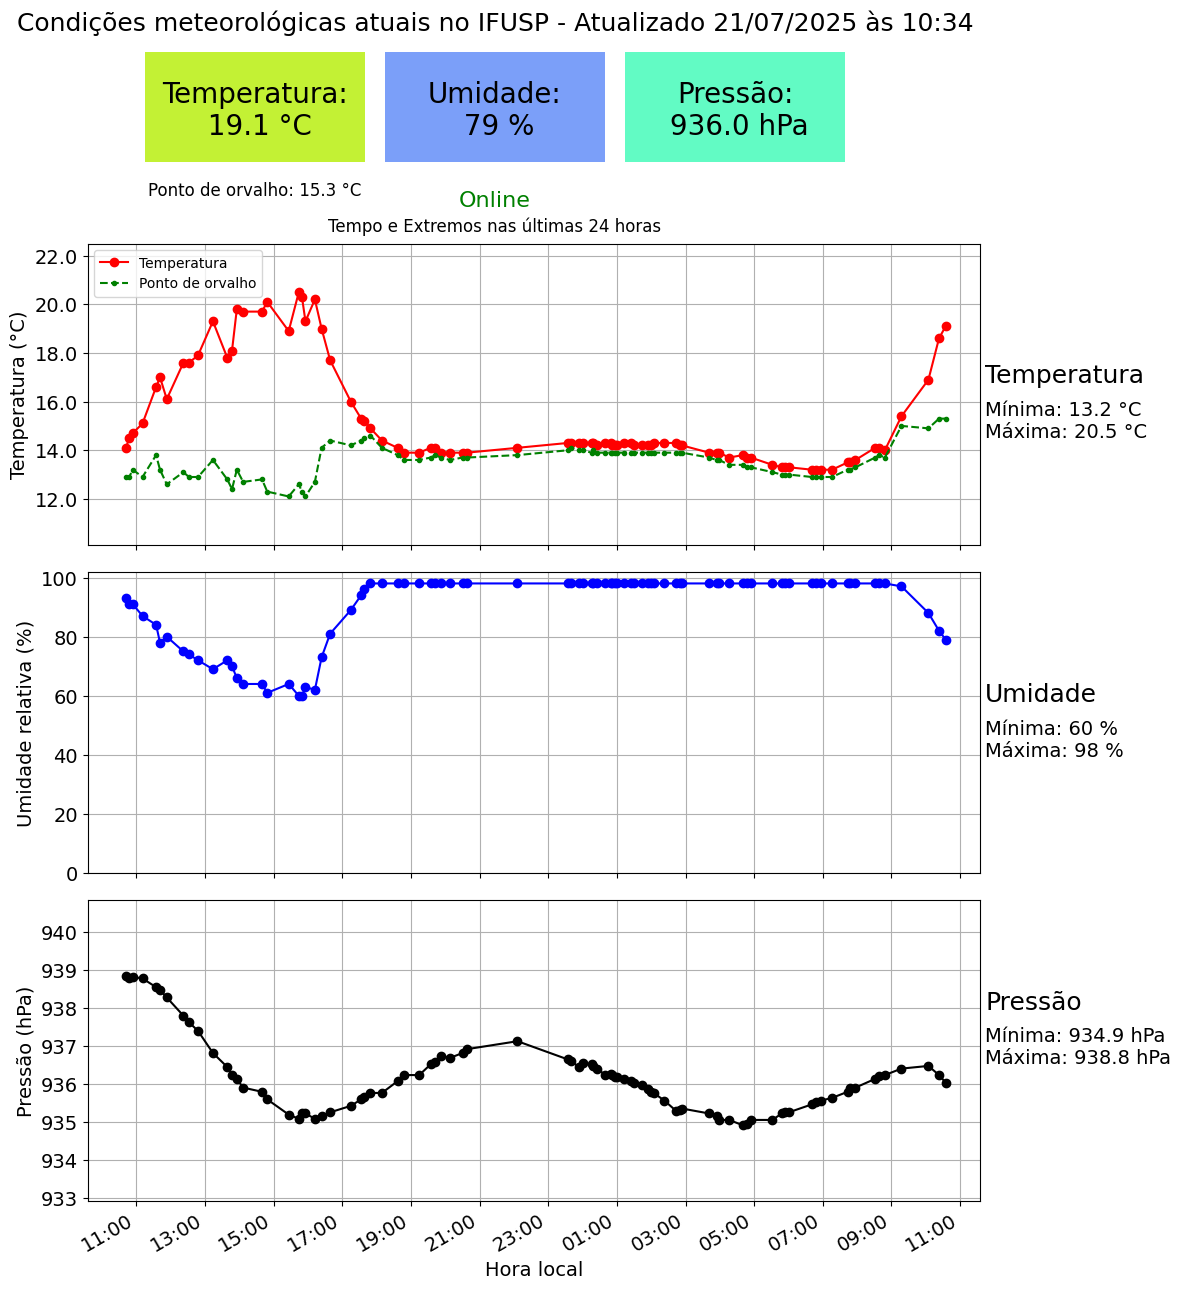 Condições meteorológicas atuais no IFUSP - Atualizado 21/07/2025 às 10:34
Temperatura:
19.1 °C
Umidade:
79 %
Pressão:
936.0 hPa
Ponto de orvalho: 15.3 °C
Online
Tempo e Extremos nas últimas 24 horas
Temperatura
Ponto de orvalho
Temperatura (°C)
22.0
20.0
18.0
16.0
14.0
12.0
Temperatura
Mínima: 13.2 °C
Máxima: 20.5 °C
Umidade relativa (%)
100
80
60
40
20
0
Umidade
Mínima: 60 %
Máxima: 98 %
Pressão (hPa)
940
939
938
937
936
935
934
933
Pressão
Mínima: 934.9 hPa
Máxima: 938.8 hPa
11:00 13:00 15:00 17:00 19:00 21:00 23:00 01:00 03:00 05:00 07:00 09:00 11:00
Hora local